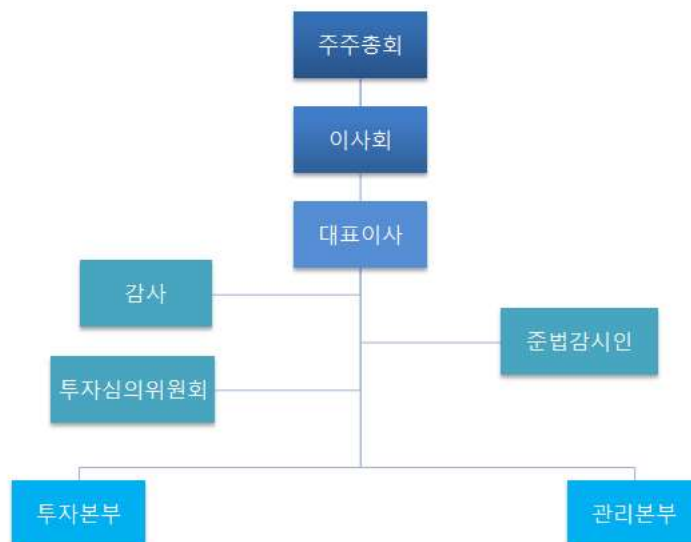 주주총회
이사회
대표이사
감사
준법감시인
투자심의위원회
투자본부
관리본부